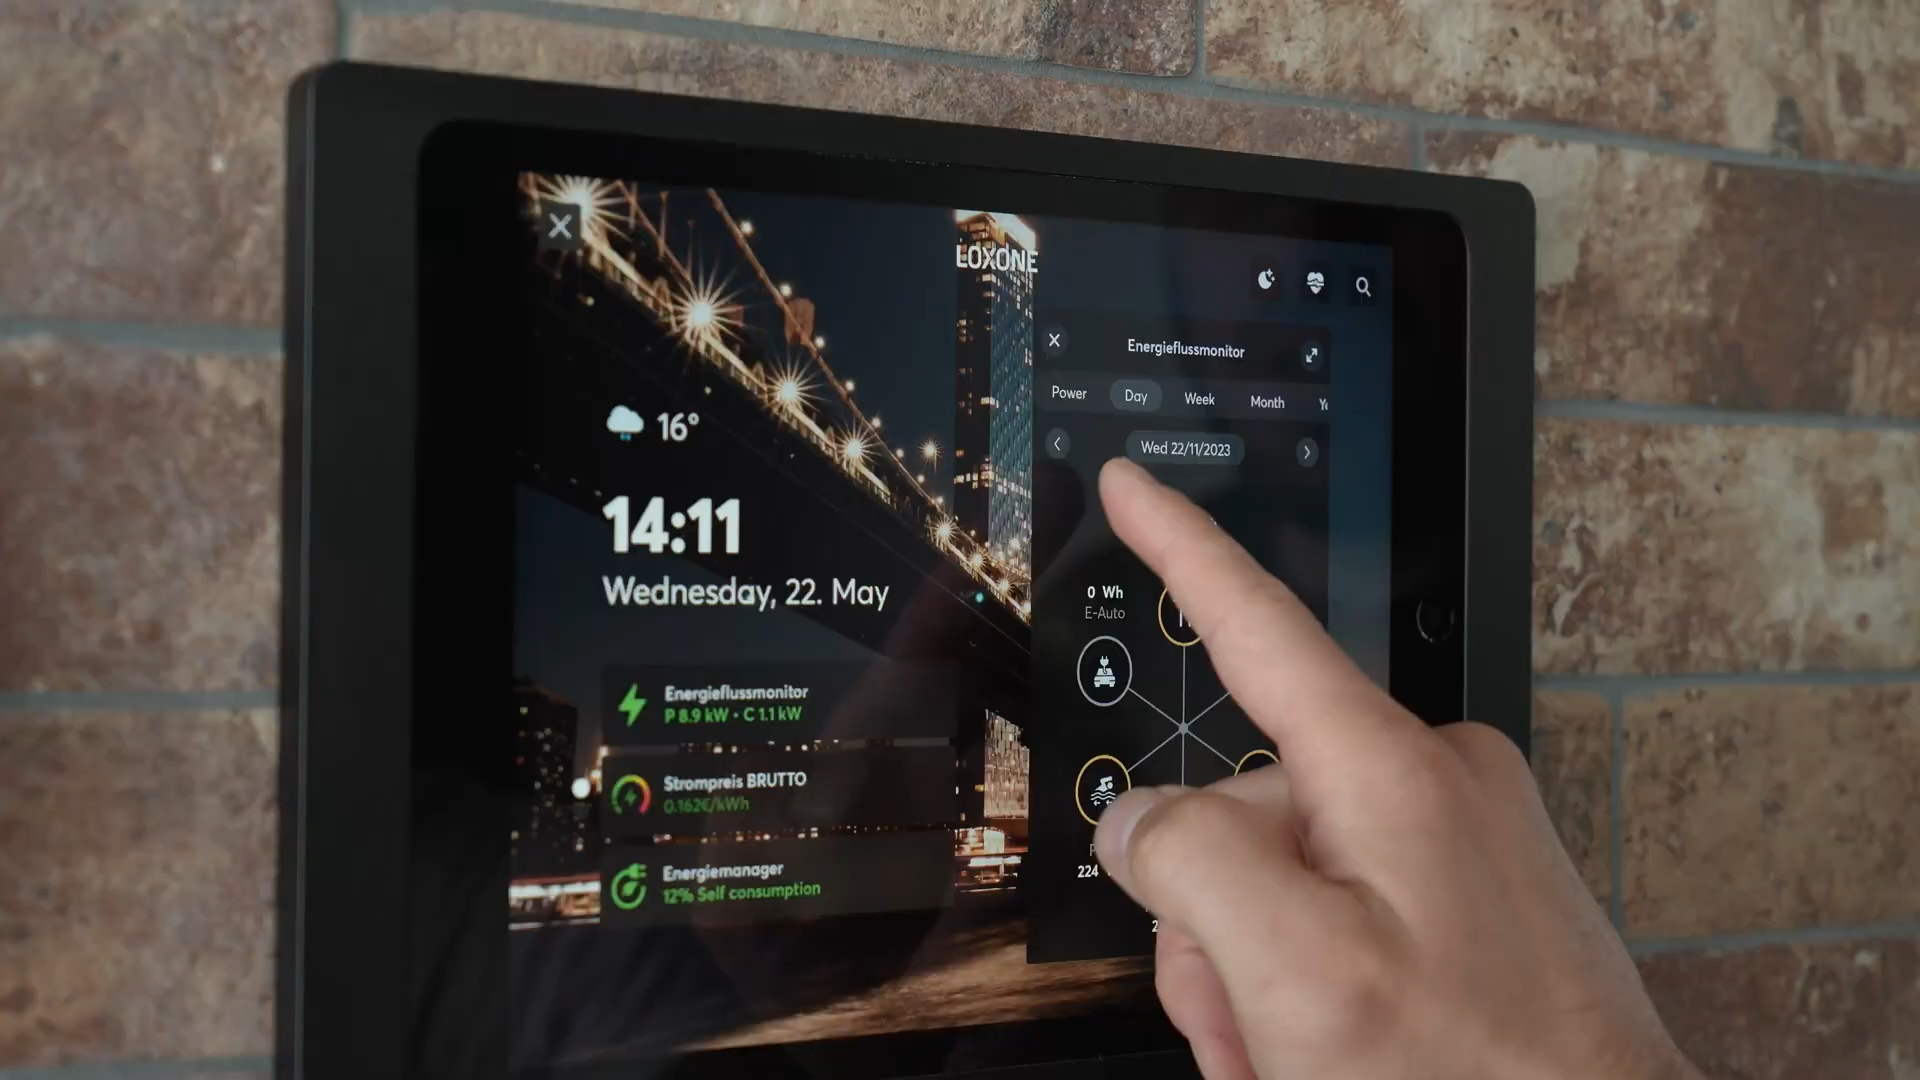 LOXONE
16°
14:11
Wednesday, 22. May
Energieflussmonitor
P 8.9 kW • C 1.1 kW
Strompreis BRUTTO
0.162€/kWh
Energiemanager
12% Self consumption
Energieflussmonitor
Power Day Week Month
Wed 22/11/2023
0 Wh
E-Auto
224